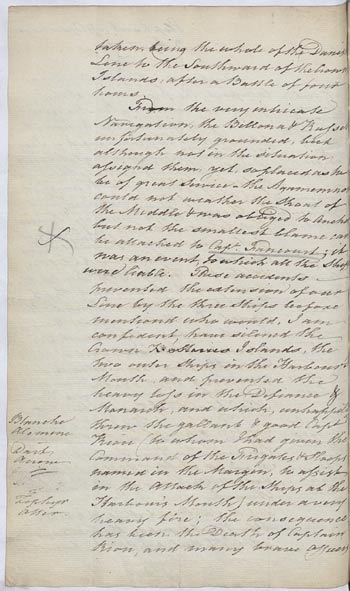 taken, being the whole of the Danish
Line to the Southward of the Crown
Islands, after a Battle of four
hours.
From the very intricate
Navigation, the Bellona & Russel
unfortunately grounded, but
although not in the situation
assigned them, yet so placed as to
be of great Service. The Agamemnon
could not weather the Shoal of
the Middle & was obliged to Anchor
but not the smallest blame can
be attached to Capt. Fancourt; it
was an event to which all the Ships
were liable. These accidents
prevented the extension of our
Line by the three Ships before
mentioned who would, I am
confident, have silenced the
Crown Islands, the
two outer Ships in the Harbour's
Mouth, and prevented the
heavy loss in the Defiance &
Monarch, and which, unhappily
threw the gallant & good Capt.
Riou (to whom I had given the
Command of the Frigates & Sloops
named in the Margin, to assist
in the Attack of the Ships at the
Harbour's Mouth) under a very
heavy fire; the consequence
has been the Death of Captain
Riou, and many brave Officers
Blanche
Alcmene
Dart
Arrow
Zephyr
Otter.